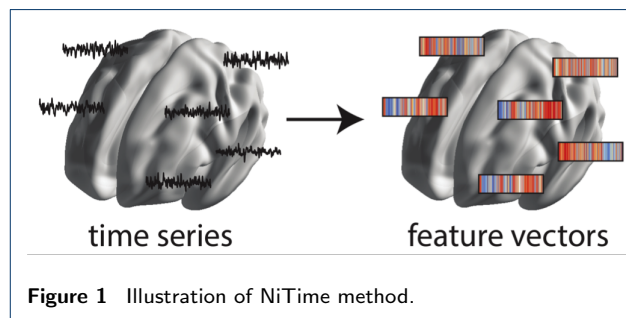 time series
feature vectors
Figure 1 Illustration of NiTime method.